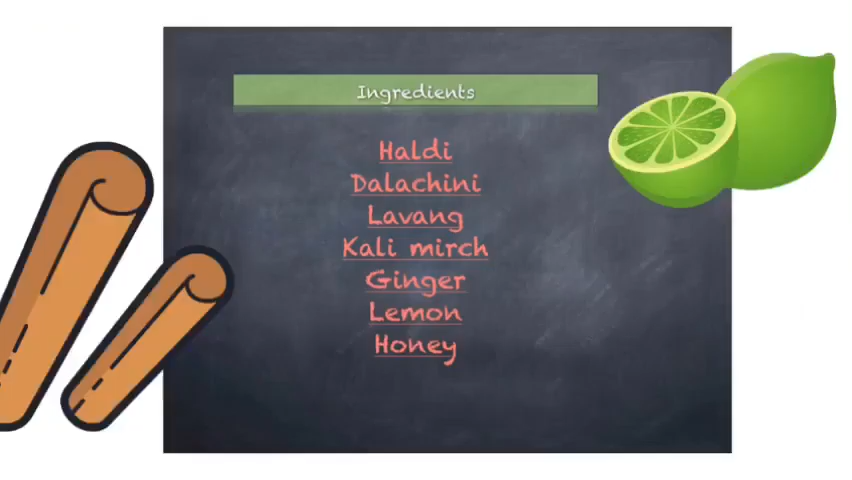 Ingredients
Haldi
Dalachini
Lavang
Kali mirch
Ginger
Lemon
Honey